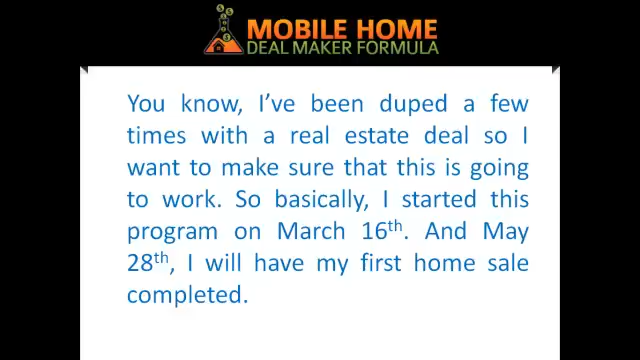 MOBILE HOME
DEAL MAKER FORMULA
You know, I’ve been duped a few
times with a real estate deal so I
want to make sure that this is going
to work. So basically, I started this
program on March 16th. And May
28th, I will have my first home sale
completed.